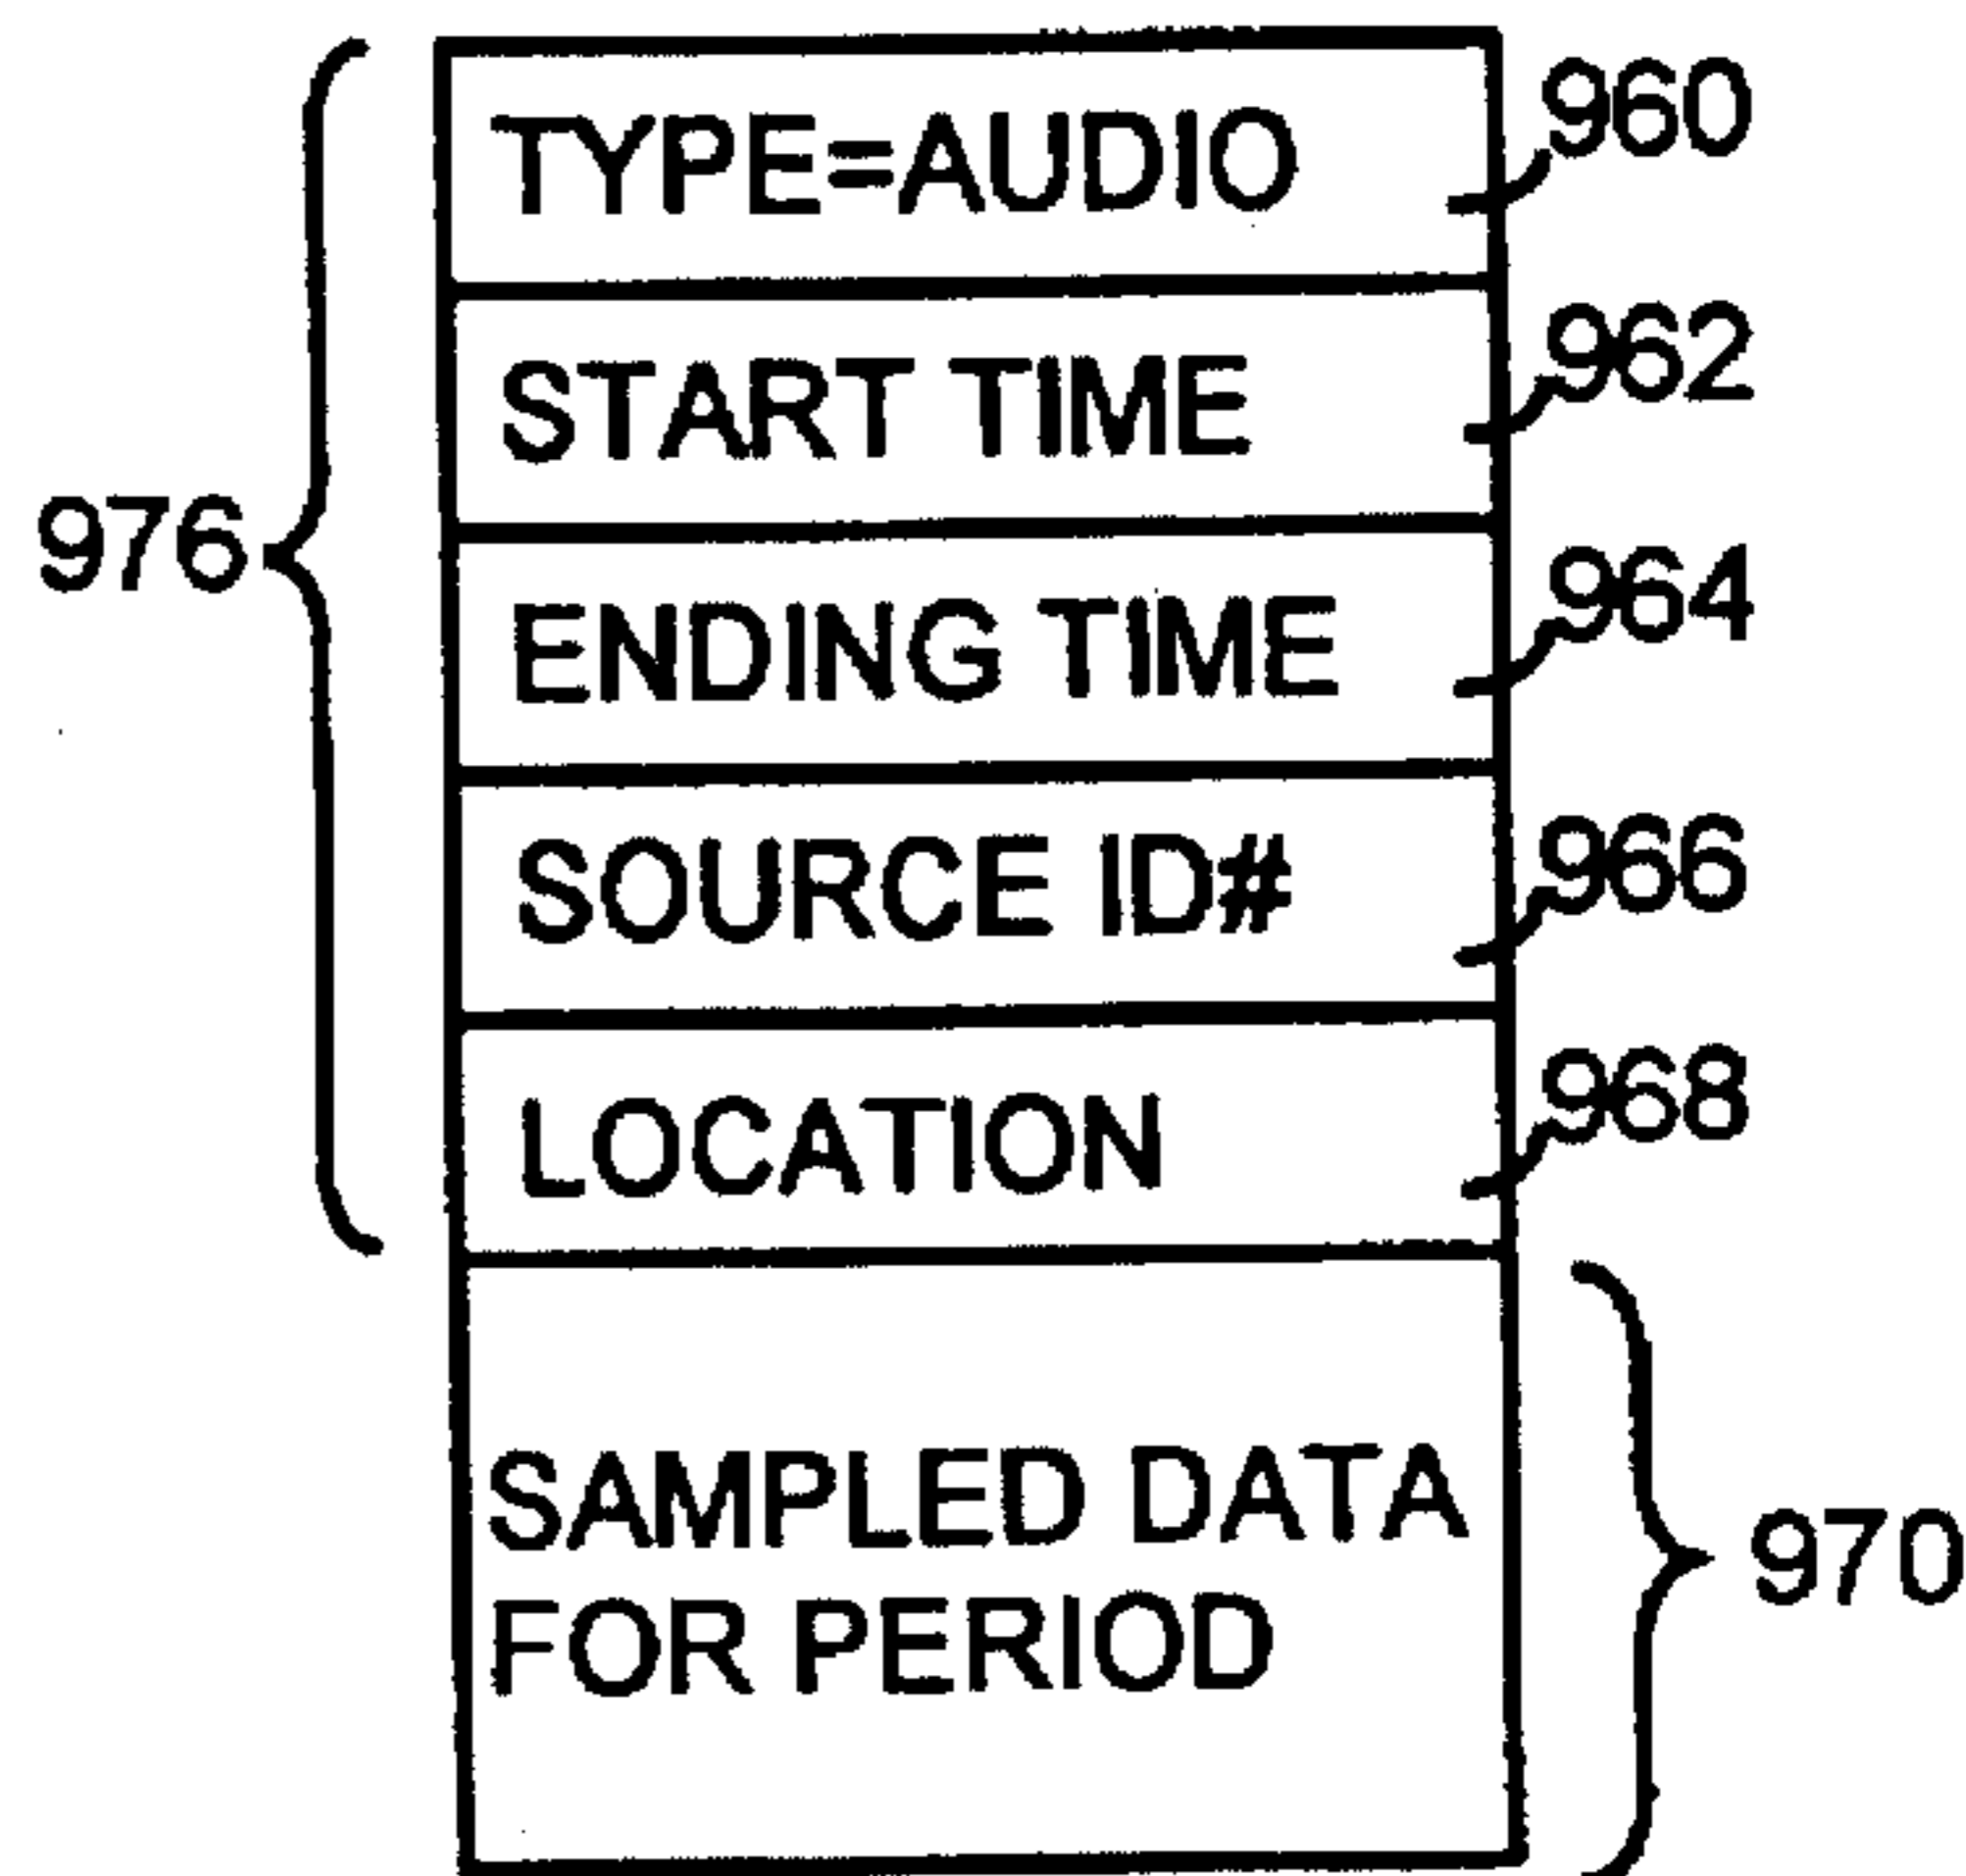 TYPE=AUDIO
960
START TIME
962
976
ENDING TIME
964
SOURCE ID#
966
LOCATION
968
SAMPLED DATA
FOR PERIOD
970